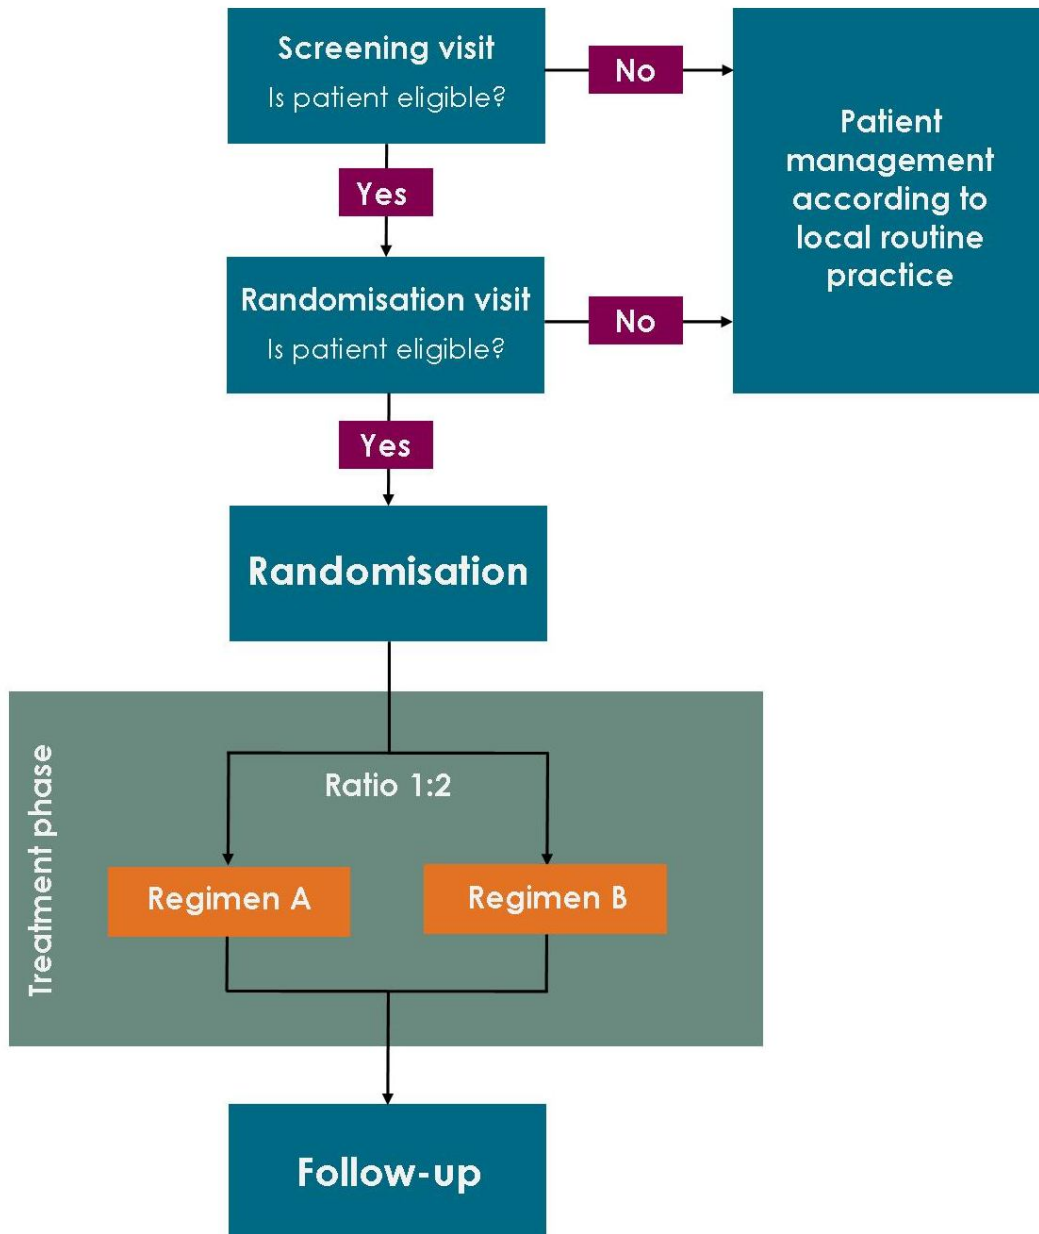 Screening visit
Is patient eligible?
No
Patient
management
according to
local routine
practice
Yes
Randomisation visit
Is patient eligible?
No
Yes
Randomisation
Treatment phase
Ratio 1:2
Regimen A
Regimen B
Follow-up